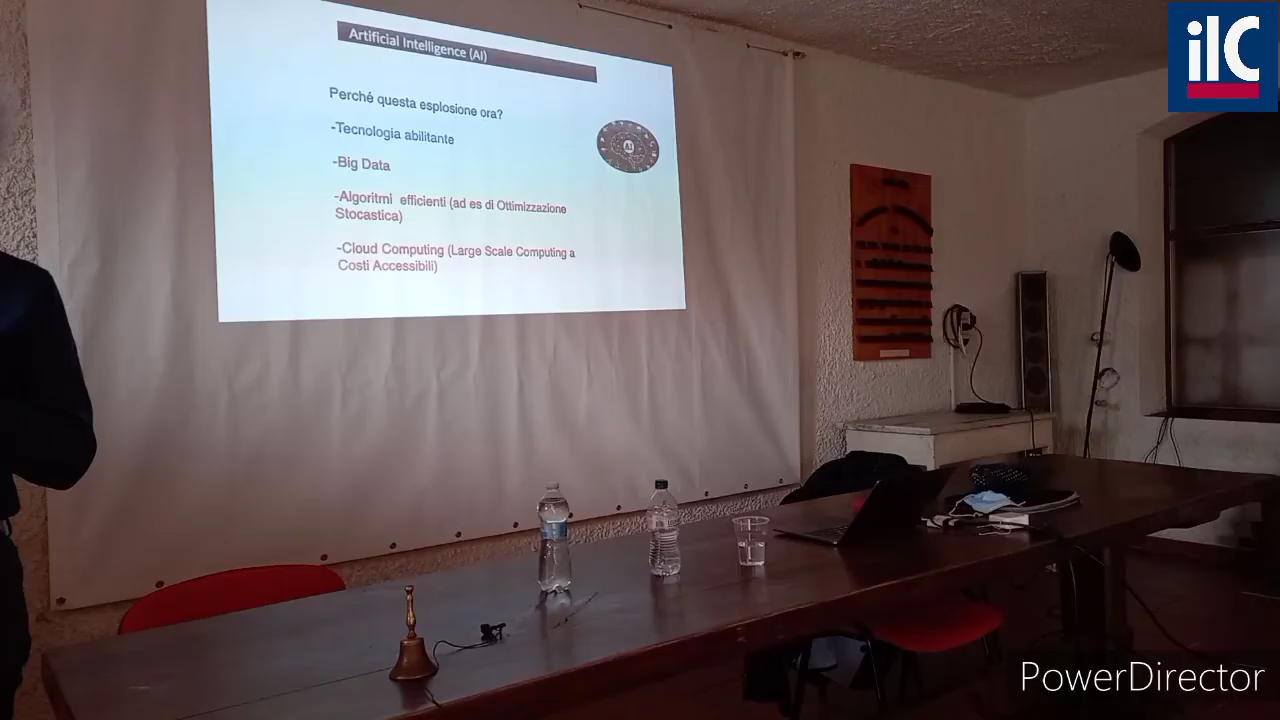 Artificial Intelligence (AI)
Perché questa esplosione ora?
-Tecnologia abilitante
-Big Data
AI
-Algoritmi efficienti (ad es di Ottimizzazione
Stocastica)
-Cloud Computing (Large Scale Computing a
Costi Accessibili)
ilC
PowerDirector